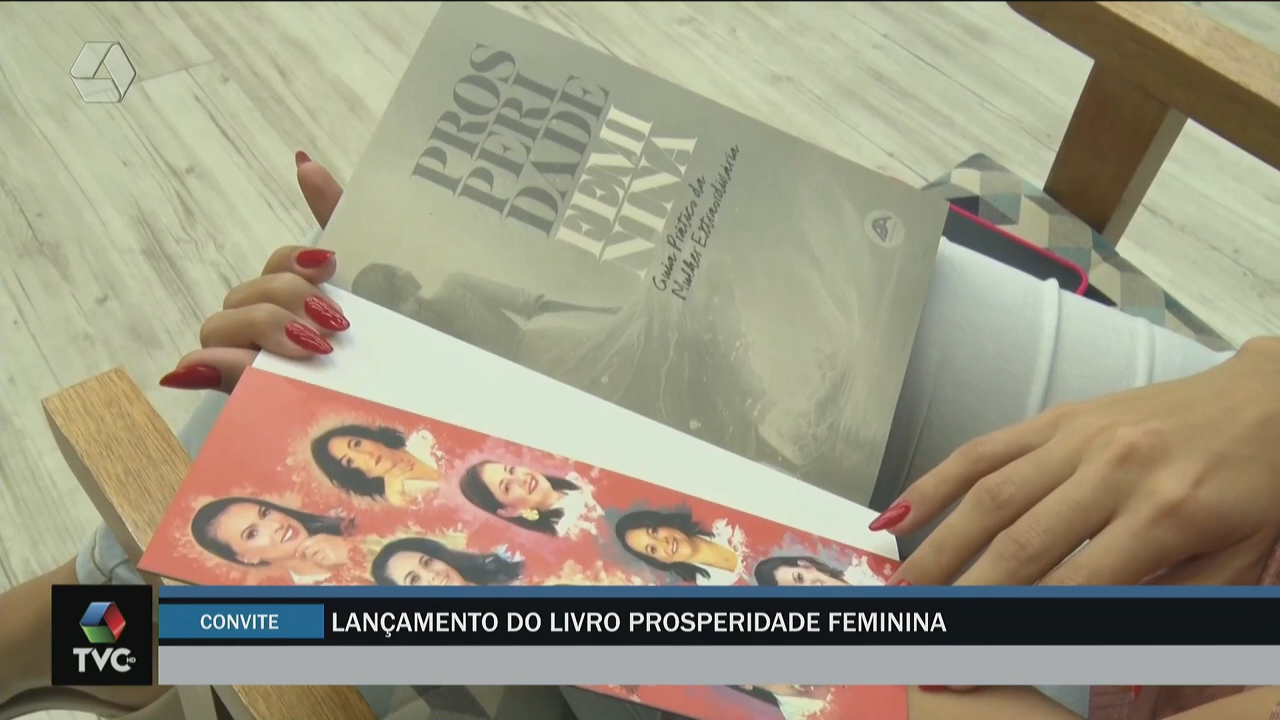 PROS
PERI
DADE
FEMI
NINA
Guia Prático da
Mulher Extraordinária
CONVITE
LANÇAMENTO DO LIVRO PROSPERIDADE FEMININA
TVC HD